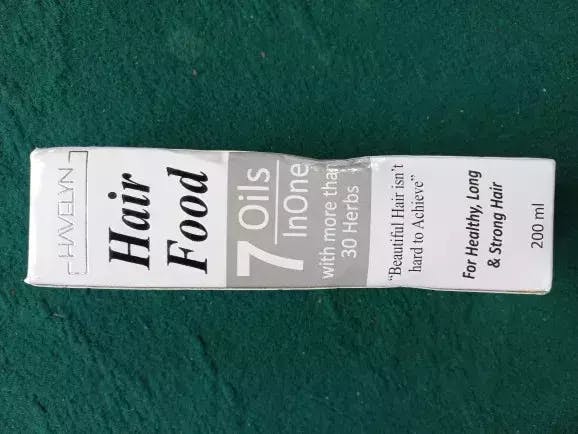 HAVELYN
Hair
Food
7 Oils
InOne
with more than
30 Herbs
“Beautiful Hair isn't
hard to Achieve”
For Healthy, Long
& Strong Hair
200 ml